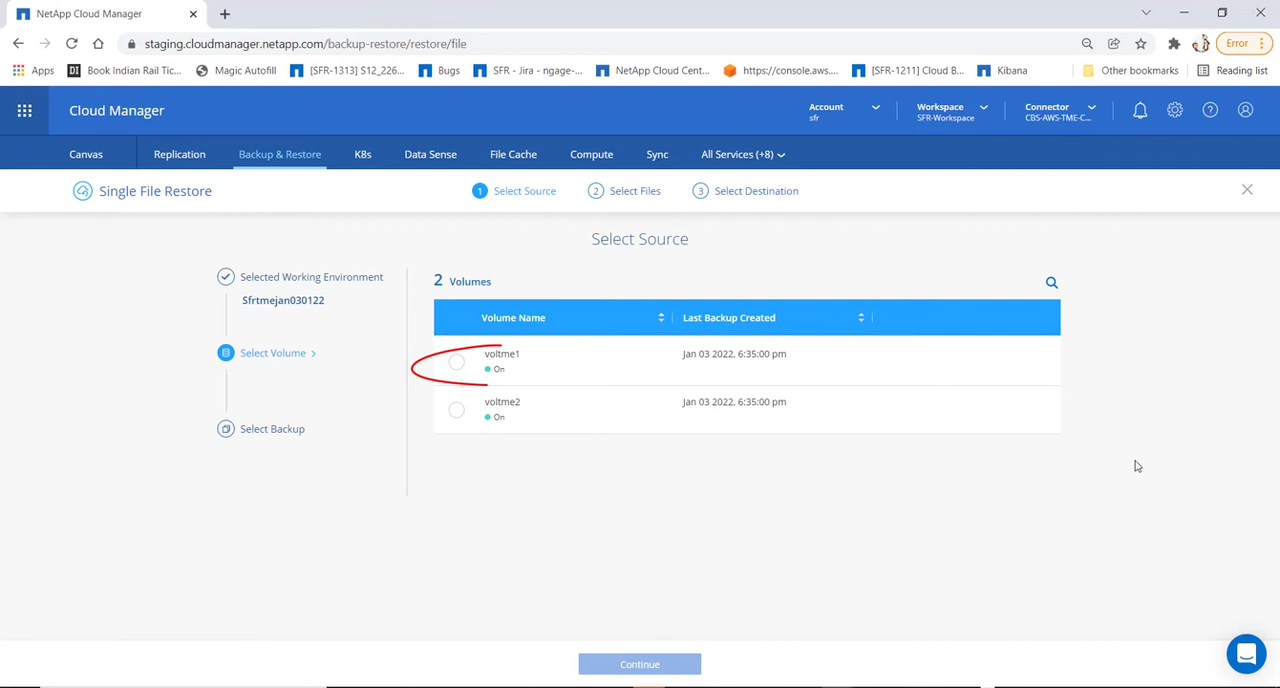 NetApp Cloud Manager
staging.cloudmanager.netapp.com/backup-restore/restore/file
Error
Apps
Book Indian Rail Tic...
Magic Autofill
[SFR-1313] S12_226...
Bugs
SFR - Jira - ngage-...
NetApp Cloud Cent...
https://console.aws....
[SFR-1211] Cloud B...
Kibana
Other bookmarks
Reading list
Cloud Manager
Account
sfr
Workspace
SFR-Workspace
Connector
CBS-AWS-TME-C...
Canvas
Replication
Backup & Restore
K8s
Data Sense
File Cache
Compute
Sync
All Services (+8)
Single File Restore
1 Select Source
2 Select Files
3 Select Destination
Select Source
Selected Working Environment
Sfrtmejan030122
Select Volume
Select Backup
2 Volumes
Volume Name
Last Backup Created
voltme1
On
Jan 03 2022, 6:35:00 pm
voltme2
On
Jan 03 2022, 6:35:00 pm
Continue